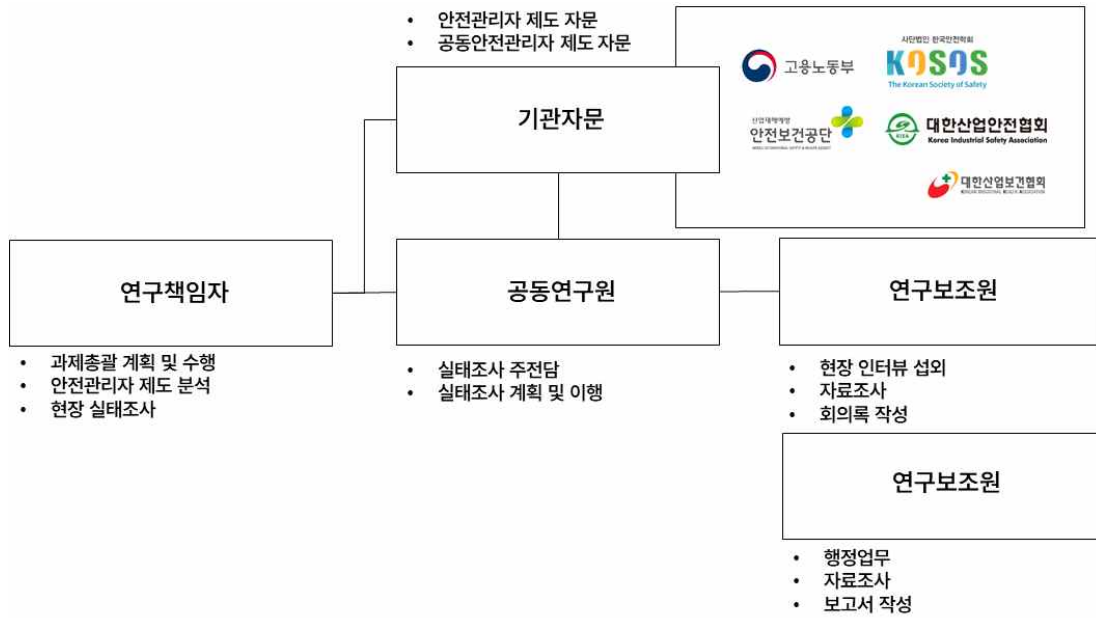 • 안전관리자 제도 자문
• 공동안전관리자 제도 자문
기관자문
고용노동부
사단법인 한국안전학회
KOSOS
The Korean Society of Safety
산업재해예방
안전보건공단
대한산업안전협회
Korea Industrial Safety Association
대한산업보건협회
연구책임자
• 과제총괄 계획 및 수행
• 안전관리자 제도 분석
• 현장 실태조사
공동연구원
• 실태조사 주전담
• 실태조사 계획 및 이행
연구보조원
• 현장 인터뷰 섭외
• 자료조사
• 회의록 작성
연구보조원
• 행정업무
• 자료조사
• 보고서 작성